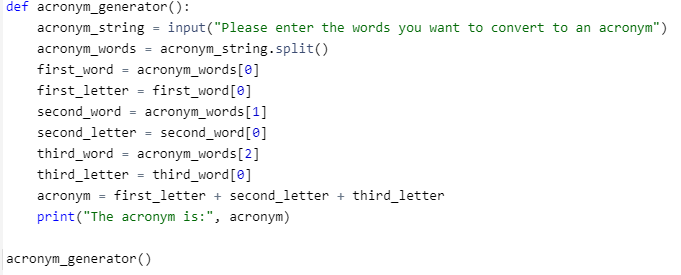 def acronym_generator():
    acronym_string = input("Please enter the words you want to convert to an acronym")
    acronym_words = acronym_string.split()
    first_word = acronym_words[0]
    first_letter = first_word[0]
    second_word = acronym_words[1]
    second_letter = second_word[0]
    third_word = acronym_words[2]
    third_letter = third_word[0]
    acronym = first_letter + second_letter + third_letter
    print("The acronym is:", acronym)

acronym_generator()